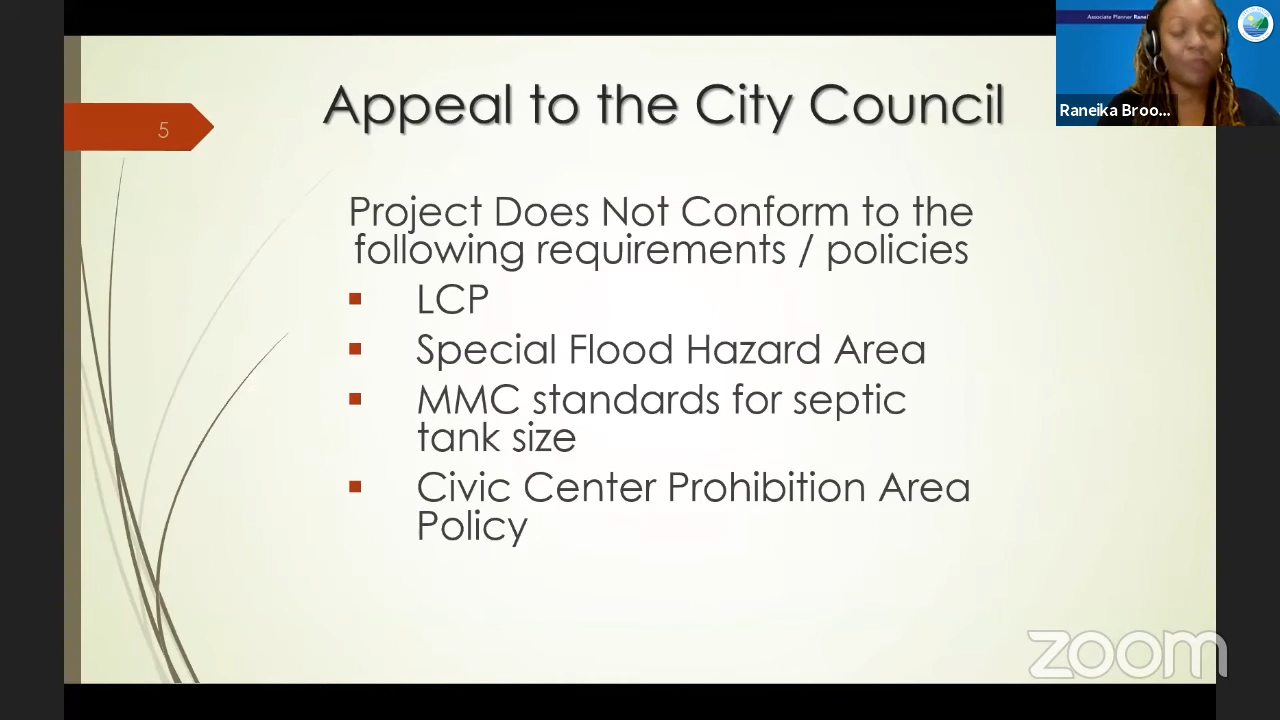 Associate Planner
Raneika Broo...
5
Appeal to the City Council
Project Does Not Conform to the
following requirements / policies
LCP
Special Flood Hazard Area
MMC standards for septic
tank size
Civic Center Prohibition Area
Policy
zoom